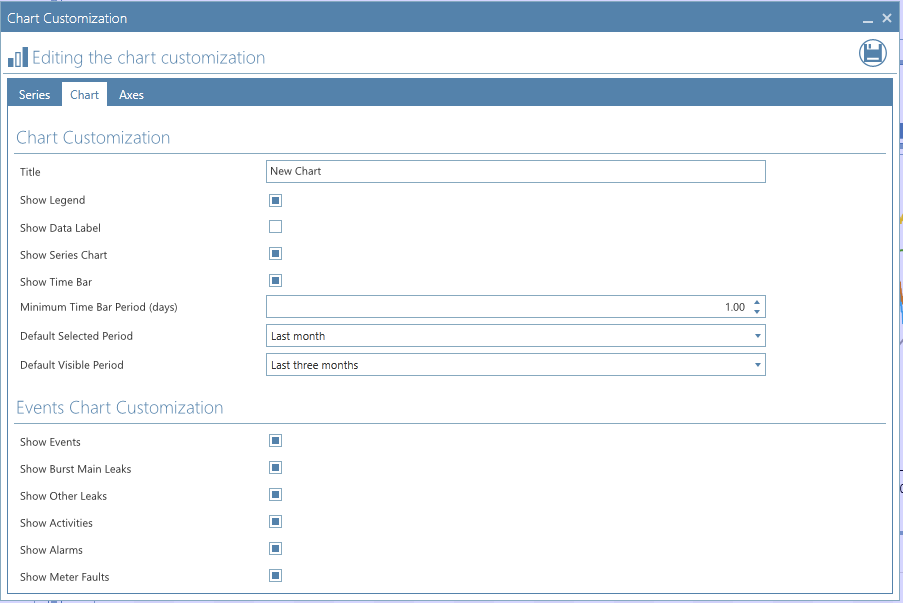 Chart Customization
Editing the chart customization
Series Chart Axes
Chart Customization
Title New Chart
Show Legend
Show Data Label
Show Series Chart
Show Time Bar
Minimum Time Bar Period (days) 1.00
Default Selected Period Last month
Default Visible Period Last three months
Events Chart Customization
Show Events
Show Burst Main Leaks
Show Other Leaks
Show Activities
Show Alarms
Show Meter Faults